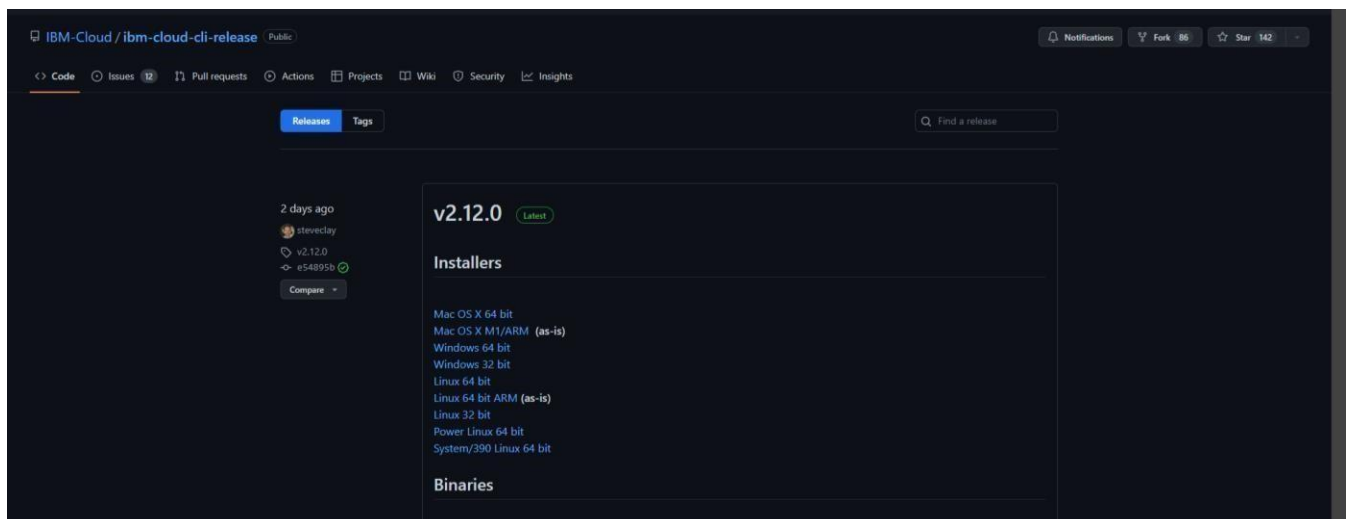 IBM-Cloud / ibm-cloud-cli-release Public
Notifications Fork 86 Star 142
Code Issues 12 Pull requests Actions Projects Wiki Security Insights
Releases Tags
Find a release
2 days ago
steveclay
v2.12.0
e54895b
Compare
v2.12.0 Latest
Installers
Mac OS X 64 bit
Mac OS X M1/ARM (as-is)
Windows 64 bit
Windows 32 bit
Linux 64 bit
Linux 64 bit ARM (as-is)
Linux 32 bit
Power Linux 64 bit
System/390 Linux 64 bit
Binaries